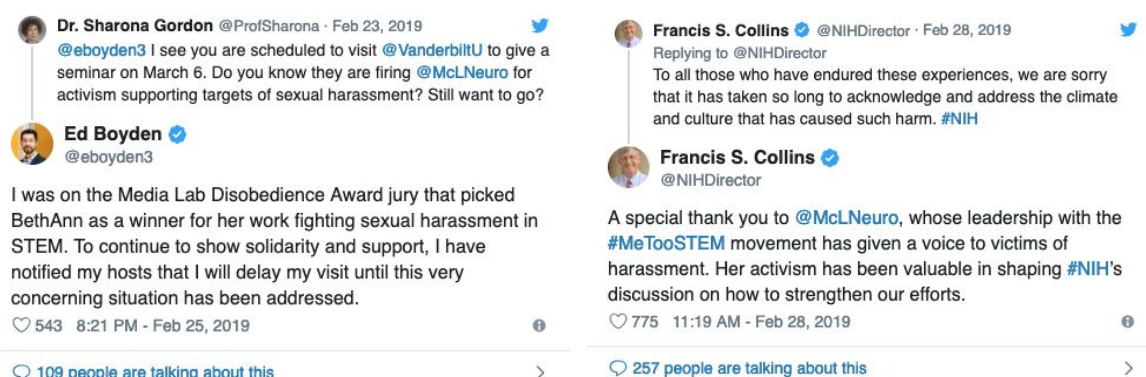 Dr. Sharona Gordon @ProfSharona · Feb 23, 2019
@eboyden3 I see you are scheduled to visit @VanderbiltU to give a
seminar on March 6. Do you know they are firing @McLNeuro for
activism supporting targets of sexual harassment? Still want to go?
Ed Boyden
@eboyden3
I was on the Media Lab Disobedience Award jury that picked
BethAnn as a winner for her work fighting sexual harassment in
STEM. To continue to show solidarity and support, I have
notified my hosts that I will delay my visit until this very
concerning situation has been addressed.
543 8:21 PM - Feb 25, 2019
109 people are talking about this
Francis S. Collins @NIHDirector · Feb 28, 2019
Replying to @NIHDirector
To all those who have endured these experiences, we are sorry
that it has taken so long to acknowledge and address the climate
and culture that has caused such harm. #NIH
Francis S. Collins
@NIHDirector
A special thank you to @McLNeuro, whose leadership with the
#MeTooSTEM movement has given a voice to victims of
harassment. Her activism has been valuable in shaping #NIH's
discussion on how to strengthen our efforts.
775 11:19 AM - Feb 28, 2019
257 people are talking about this